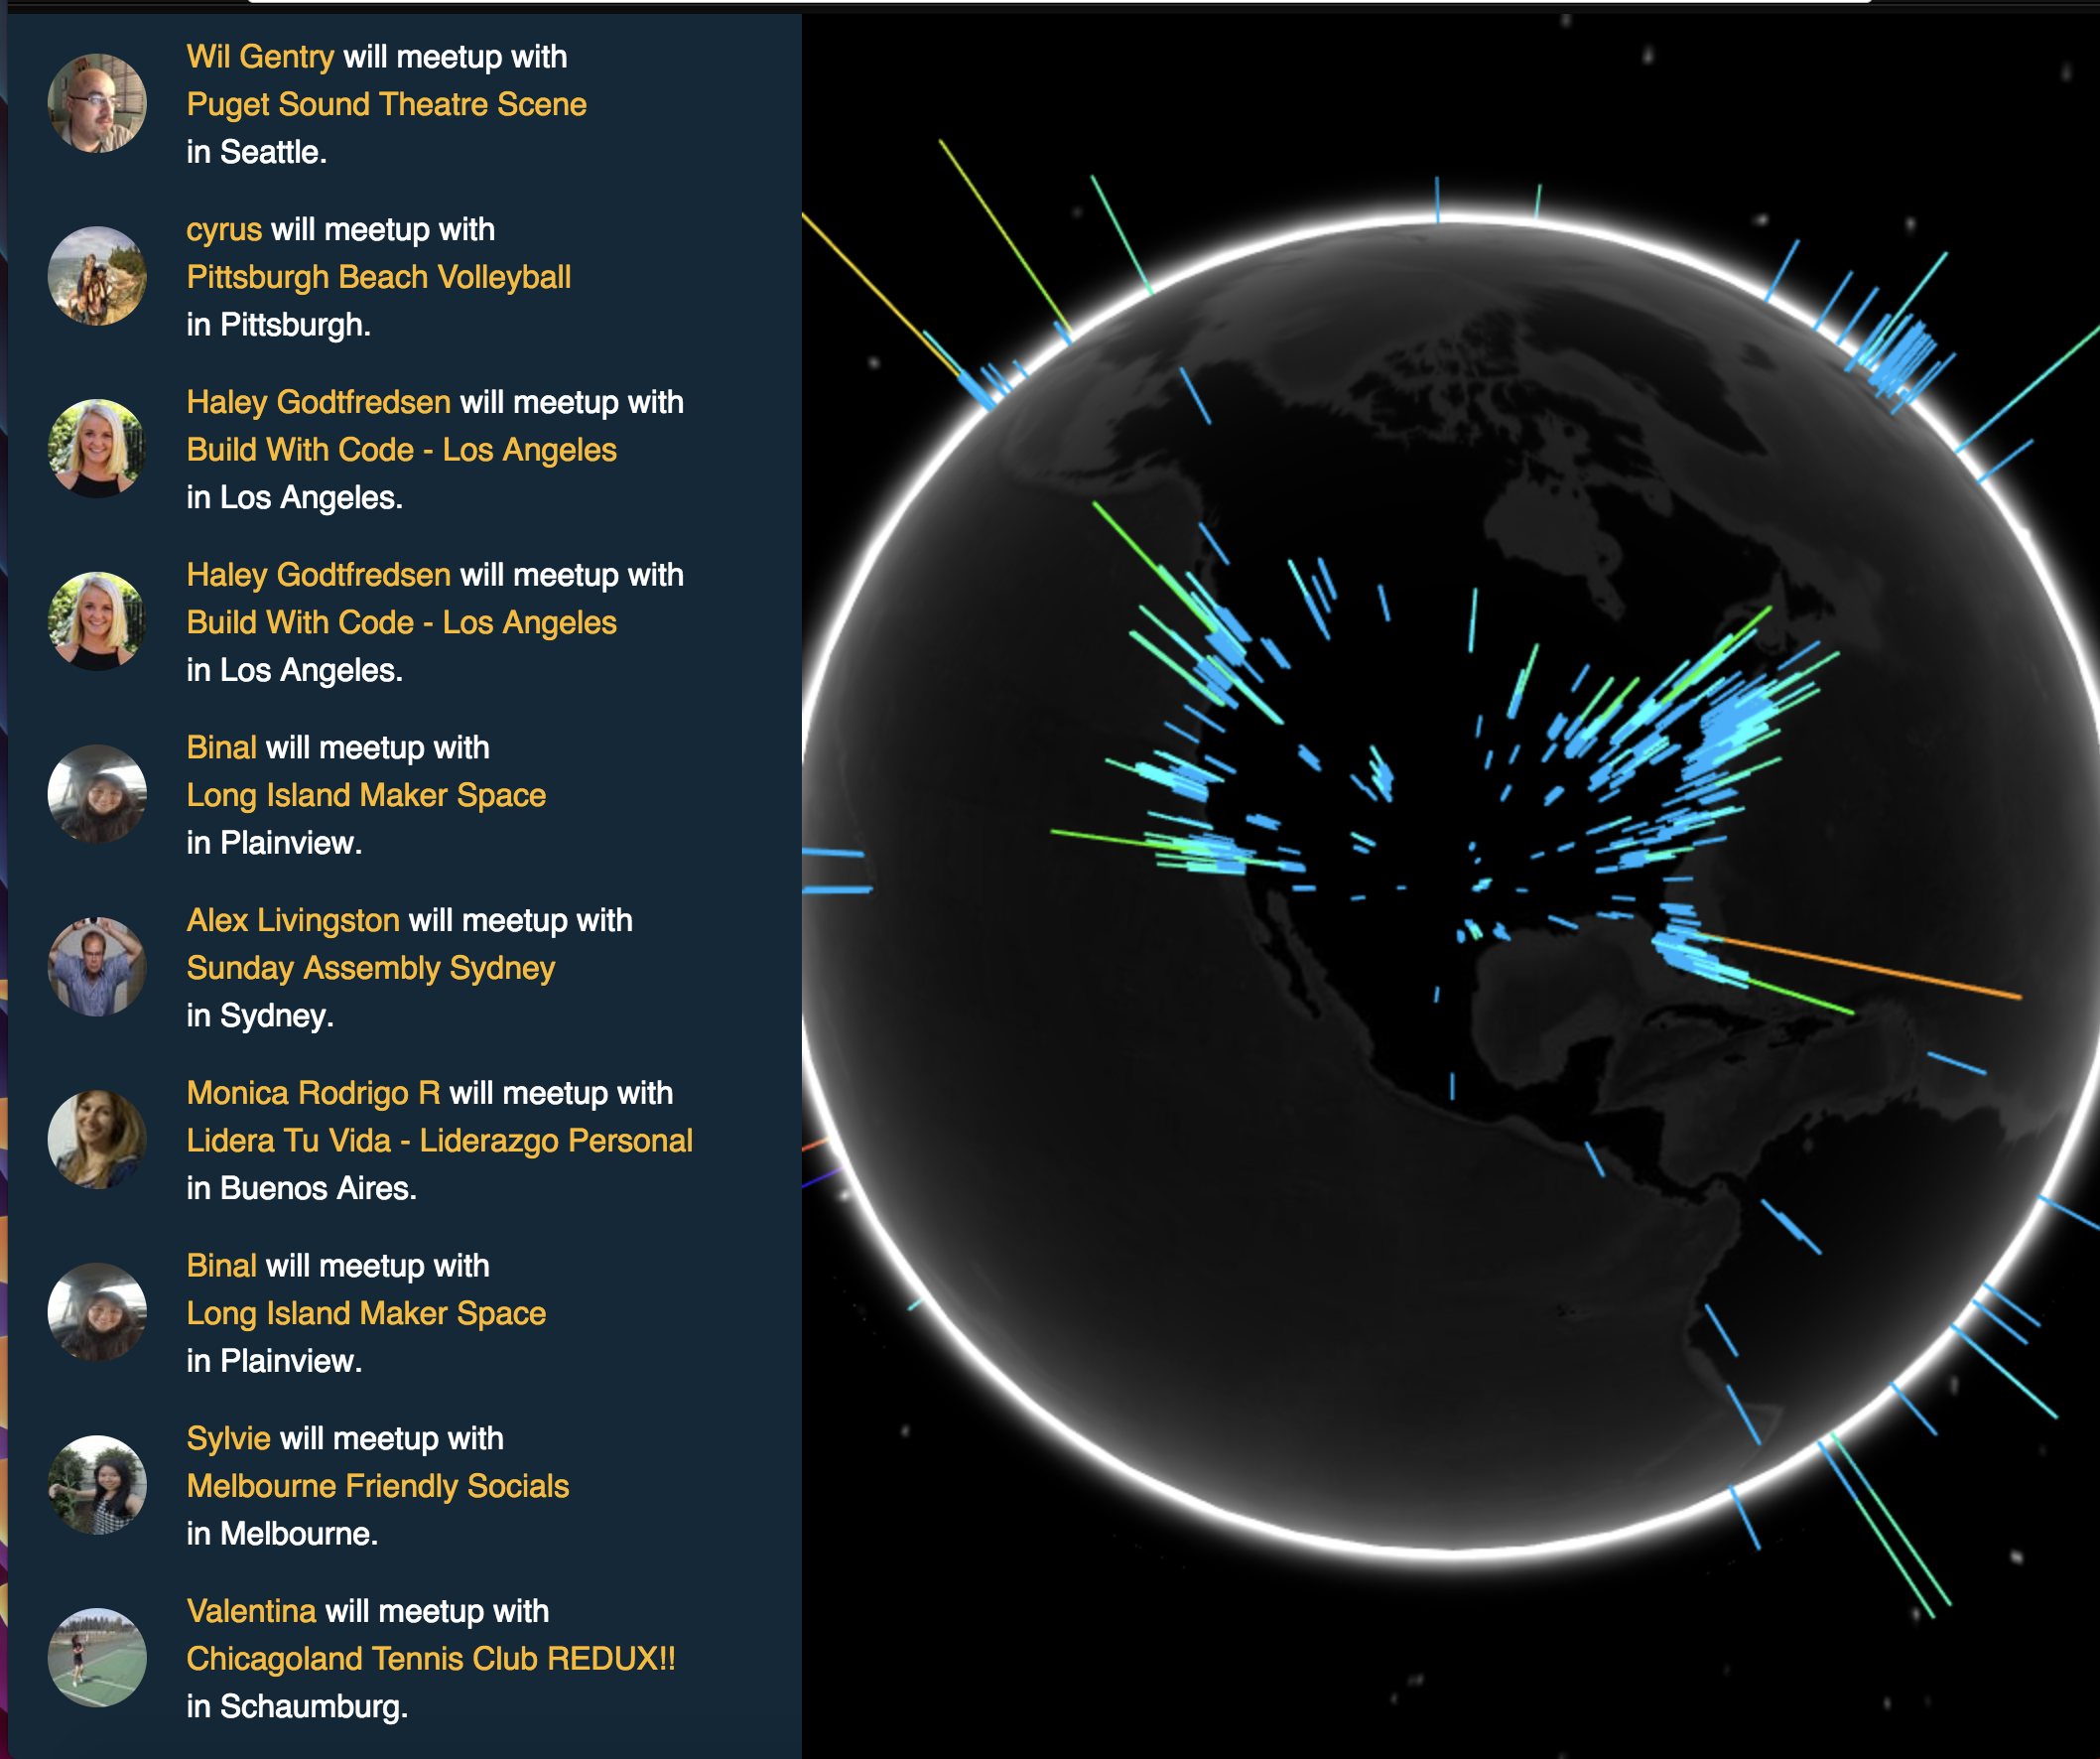 Wil Gentry will meetup with
Puget Sound Theatre Scene
in Seattle.
cyrus will meetup with
Pittsburgh Beach Volleyball
in Pittsburgh.
Haley Godtfredsen will meetup with
Build With Code - Los Angeles
in Los Angeles.
Haley Godtfredsen will meetup with
Build With Code - Los Angeles
in Los Angeles.
Binal will meetup with
Long Island Maker Space
in Plainview.
Alex Livingston will meetup with
Sunday Assembly Sydney
in Sydney.
Monica Rodrigo R will meetup with
Lidera Tu Vida - Liderazgo Personal
in Buenos Aires.
Binal will meetup with
Long Island Maker Space
in Plainview.
Sylvie will meetup with
Melbourne Friendly Socials
in Melbourne.
Valentina will meetup with
Chicagoland Tennis Club REDUX!!
in Schaumburg.